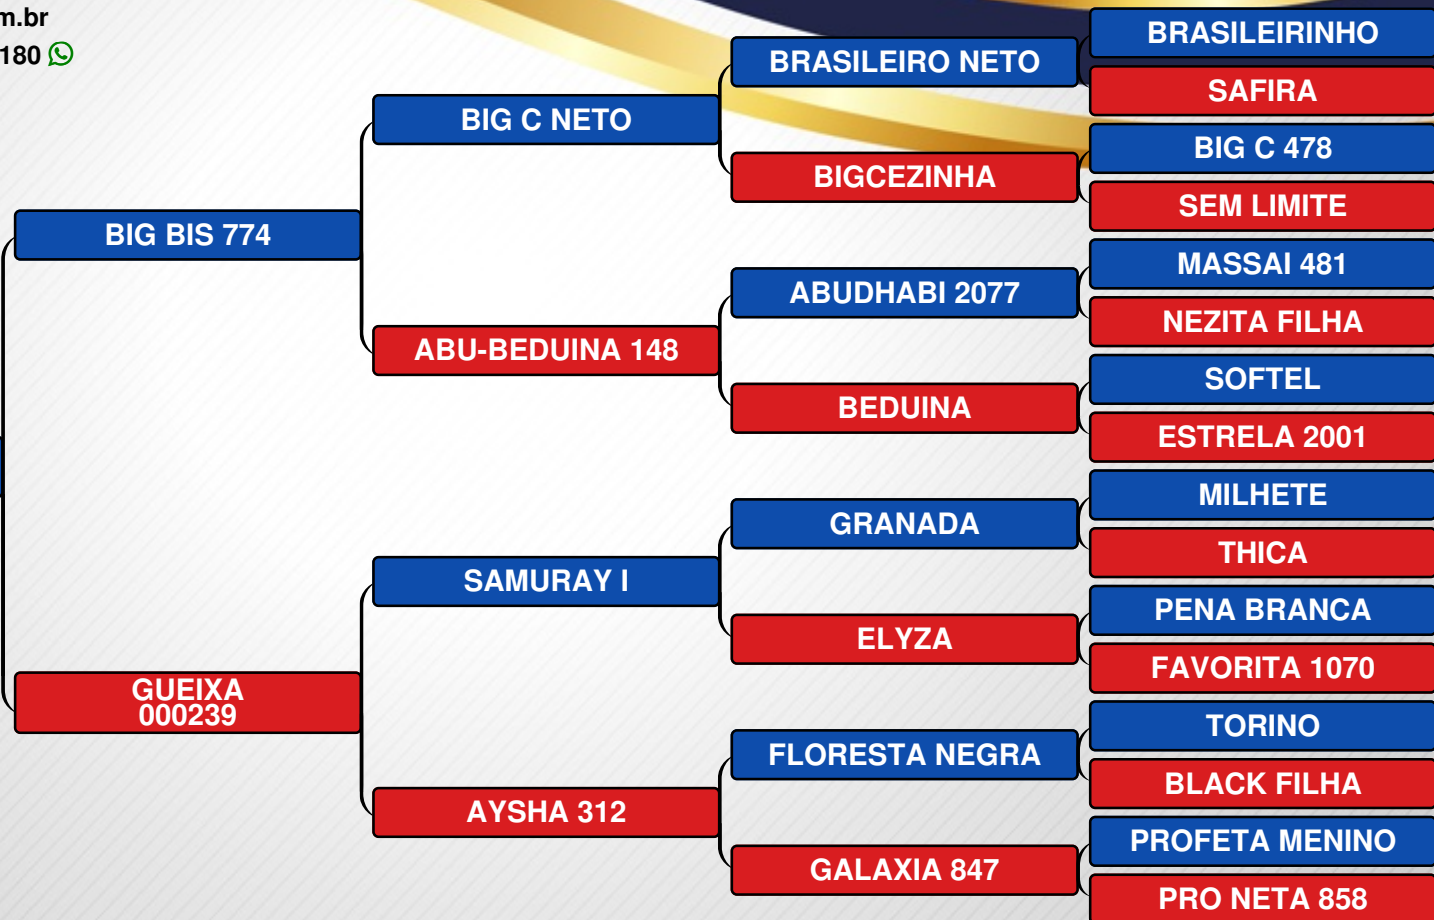 m.br
180
BIG BIS 774
GUEIXA
000239
BIG C NETO
ABU-BEDUINA 148
SAMURAY I
AYSHA 312
BRASILEIRO NETO
BIGCEZINHA
ABUDHABI 2077
BEDUINA
GRANADA
ELYZA
FLORESTA NEGRA
GALAXIA 847
BRASILEIRINHO
SAFIRA
BIG C 478
SEM LIMITE
MASSAI 481
NEZITA FILHA
SOFTEL
ESTRELA 2001
MILHETE
THICA
PENA BRANCA
FAVORITA 1070
TORINO
BLACK FILHA
PROFETA MENINO
PRO NETA 858